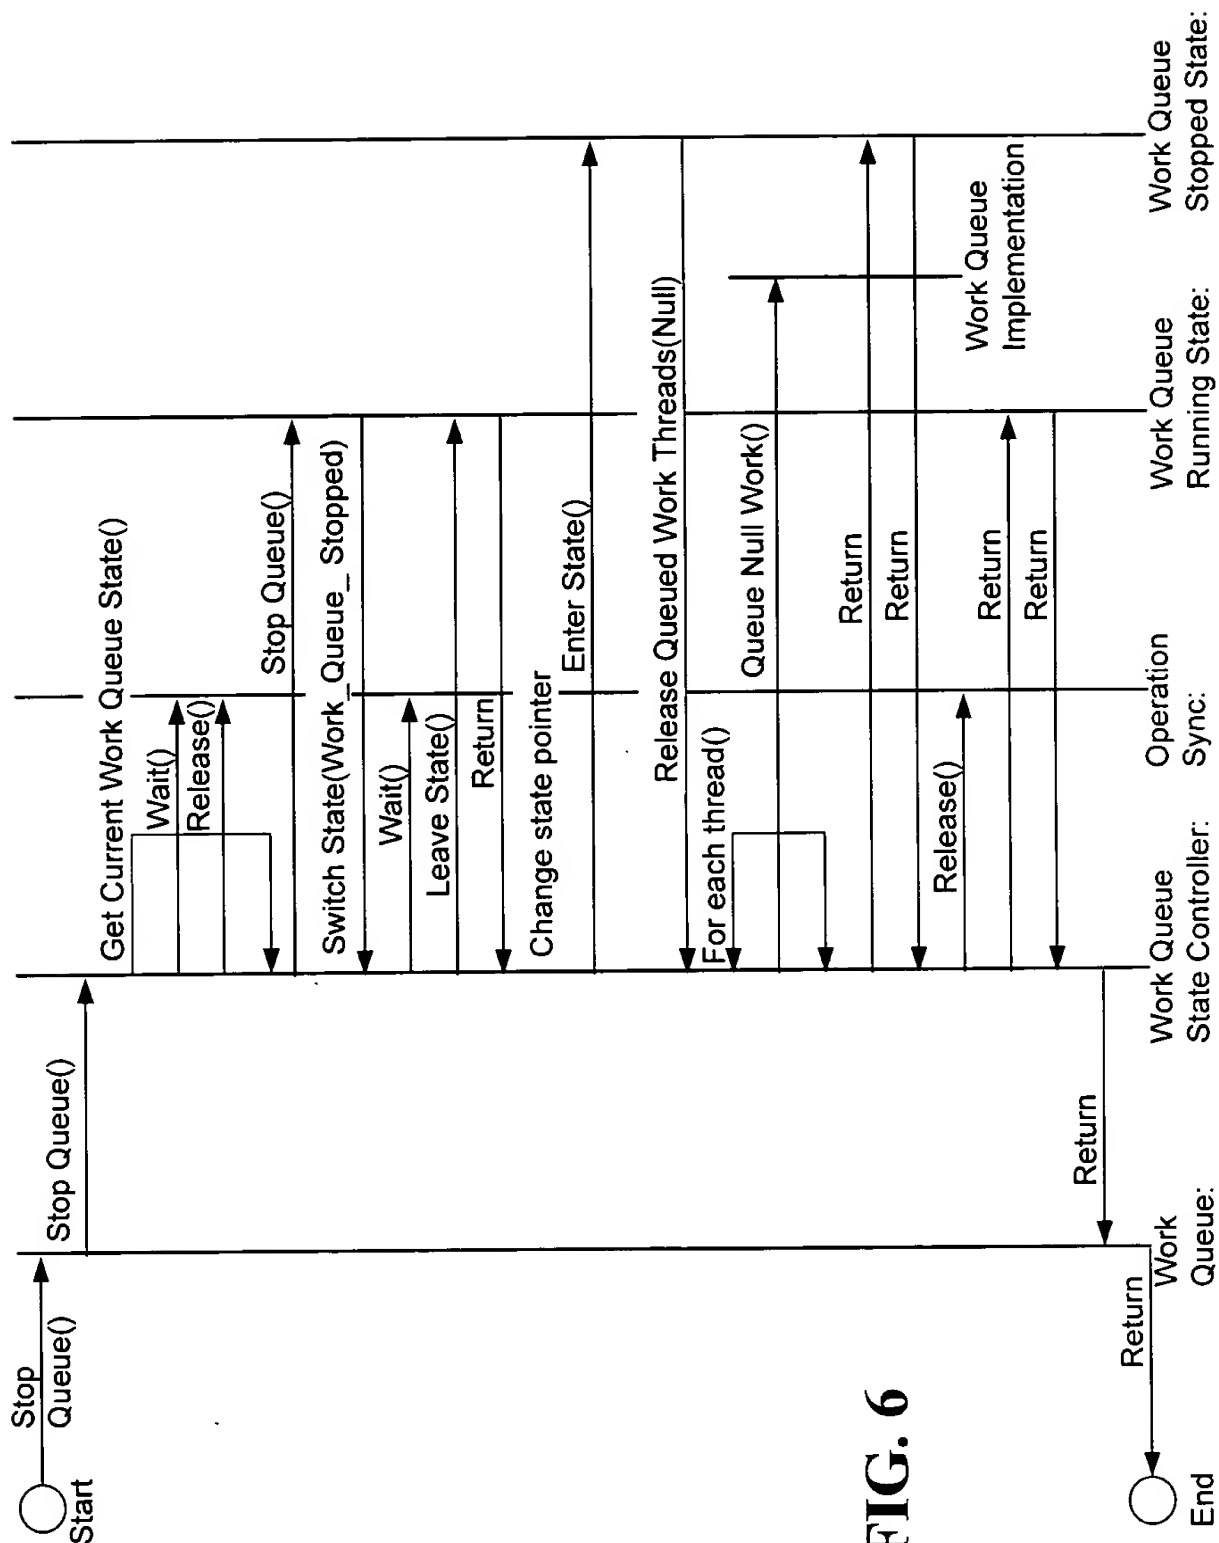 Start
Stop
Queue()
Stop Queue()
Get Current Work Queue State()
Wait()
Release()
Stop Queue()
Switch State(Work_Queue_Stopped)
Wait()
Leave State()
Return
Change state pointer
Enter State()
Release Queued Work Threads(Null)
For each thread()
Queue Null Work()
Work Queue
Implementation
Return
Return
Release()
Return
Return
Return
Return
End
Work
Queue:
Work Queue
State Controller:
Operation
Sync:
Work Queue
Running State:
Work Queue
Stopped State:
FIG. 6